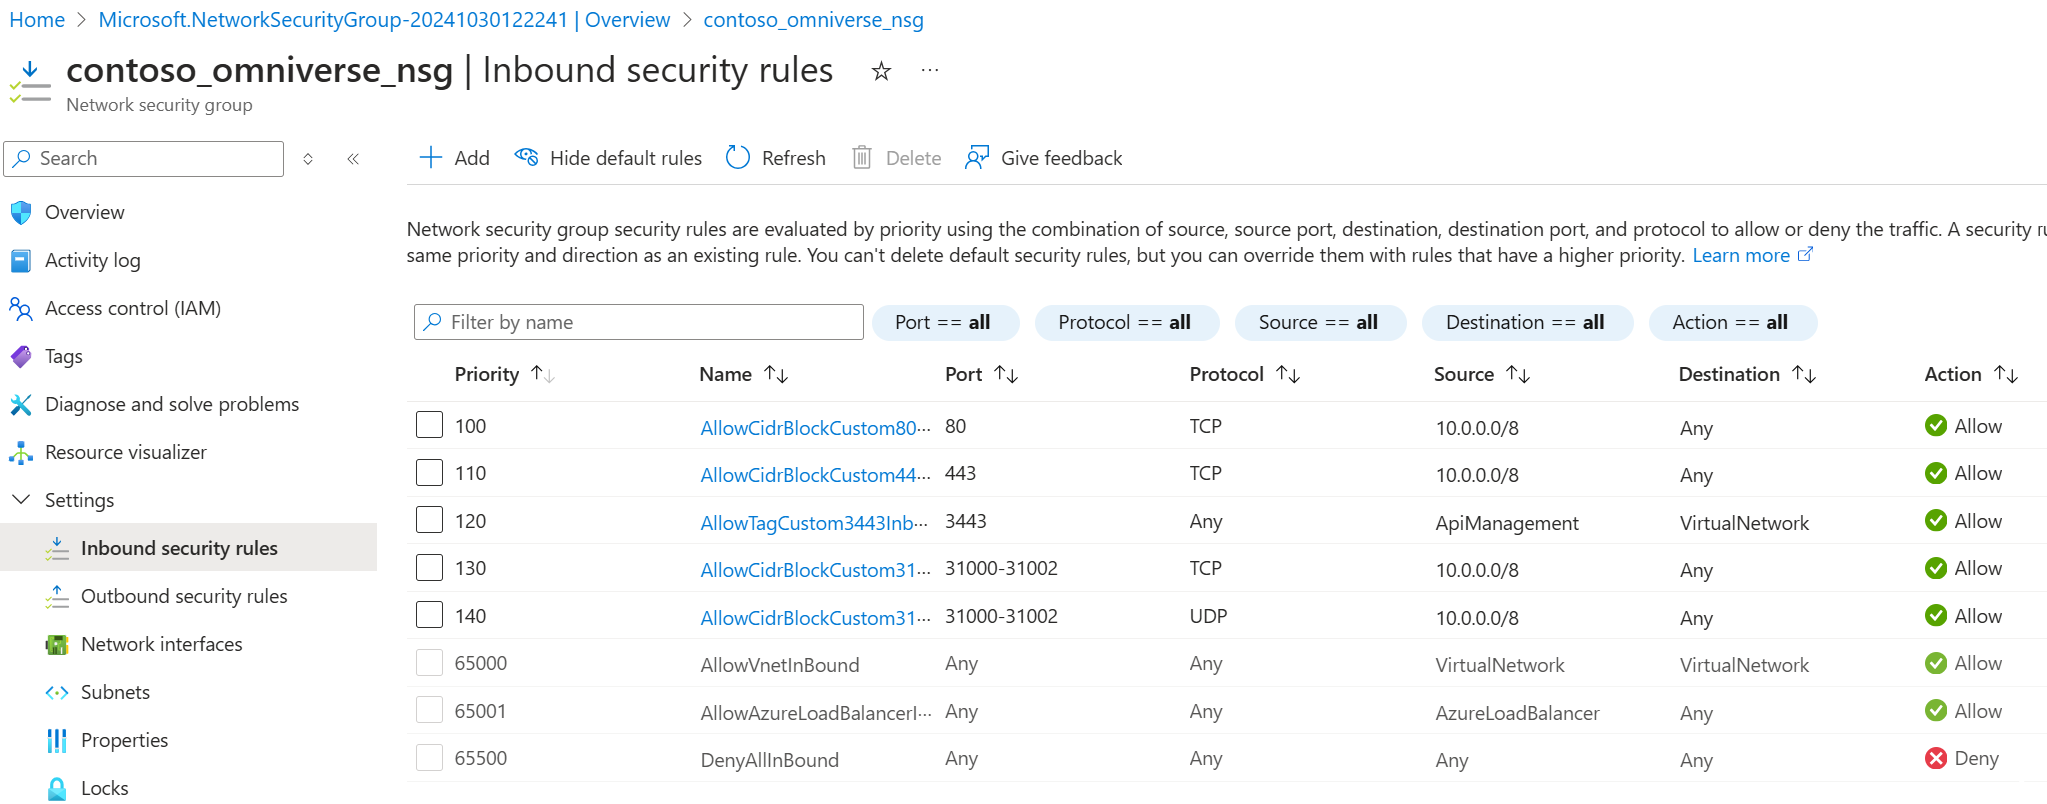 Home > Microsoft.NetworkSecurityGroup-20241030122241 | Overview > contoso_omniverse_nsg
contoso_omniverse_nsg | Inbound security rules ...
Network security group
Search
Add Hide default rules Refresh Delete Give feedback
Overview
Activity log
Access control (IAM)
Tags
Diagnose and solve problems
Resource visualizer
Settings
Inbound security rules
Outbound security rules
Network interfaces
Subnets
Properties
Locks
Network security group security rules are evaluated by priority using the combination of source, source port, destination, destination port, and protocol to allow or deny the traffic. A security
same priority and direction as an existing rule. You can't delete default security rules, but you can override them with rules that have a higher priority. Learn more
Filter by name Port == all Protocol == all Source == all Destination == all Action == all
Priority Name Port Protocol Source Destination Action
100 AllowCidrBlockCustom80... 80 TCP 10.0.0.0/8 Any Allow
110 AllowCidrBlockCustom44... 443 TCP 10.0.0.0/8 Any Allow
120 AllowTagCustom3443Inb... 3443 Any ApiManagement VirtualNetwork Allow
130 AllowCidrBlockCustom31... 31000-31002 TCP 10.0.0.0/8 Any Allow
140 AllowCidrBlockCustom31... 31000-31002 UDP 10.0.0.0/8 Any Allow
65000 AllowVnetInBound Any Any VirtualNetwork VirtualNetwork Allow
65001 AllowAzureLoadBalancerI... Any Any AzureLoadBalancer Any Allow
65500 DenyAllInBound Any Any Any Any Deny